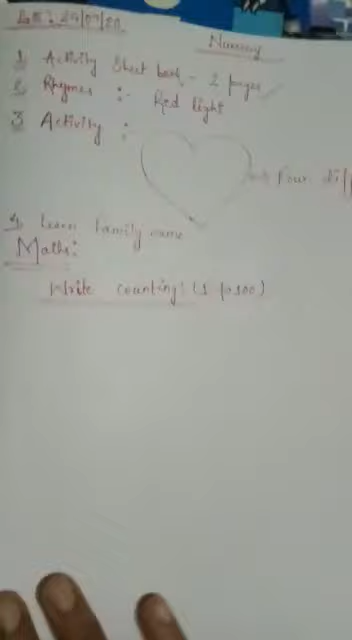 Nursery
1 Activity Sheet book - 2 pages
2 Rhymes :- Red light
3 Activity :-
Four
4 Learn family name
Maths:
Write counting: (1 to 100)